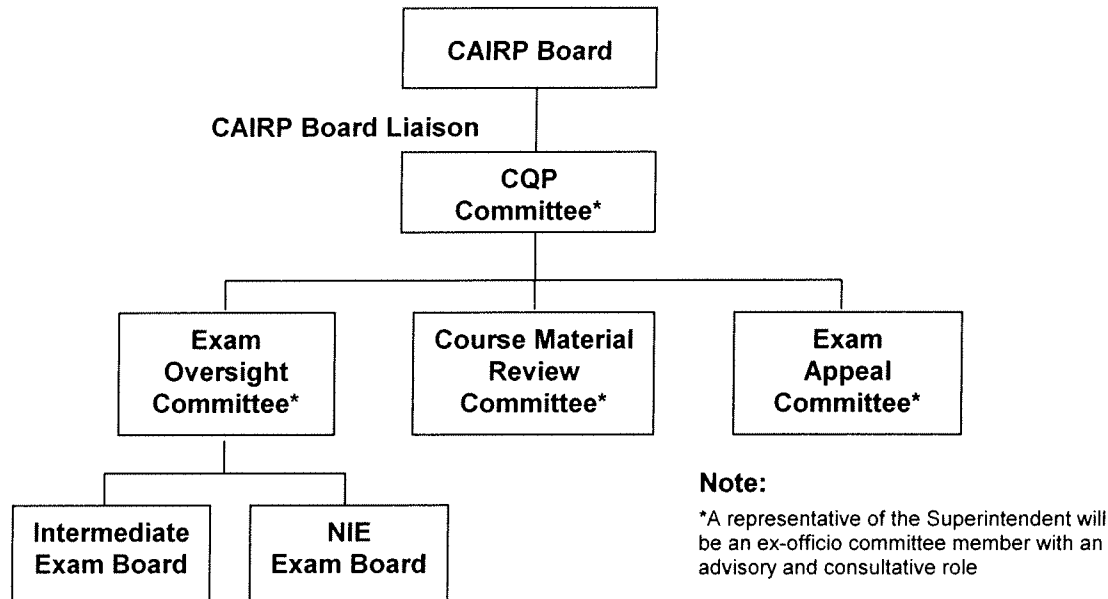 CAIRP Board
CAIRP Board Liaison
CQP
Committee*
Exam
Oversight
Committee*
Course Material
Review
Committee*
Exam
Appeal
Committee*
Intermediate
Exam Board
NIE
Exam Board
Note:
*A representative of the Superintendent will
be an ex-officio committee member with an
advisory and consultative role